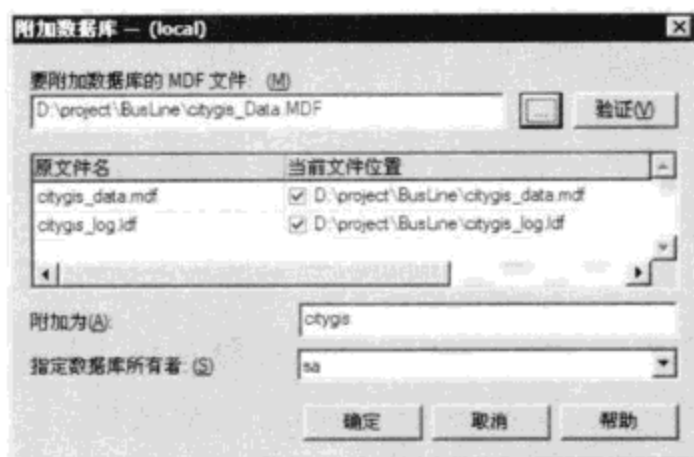 附加数据库 — (local)
要附加数据库的 MDF 文件: (M)
D:\project\BusLine\citygis_Data.MDF
... 验证(V)
原文件名 当前文件位置
citygis_data.mdf D:\project\BusLine\citygis_data.mdf
citygis_log.ldf D:\project\BusLine\citygis_log.ldf
附加为(A): citygis
指定数据库所有者: (S) sa
确定 取消 帮助